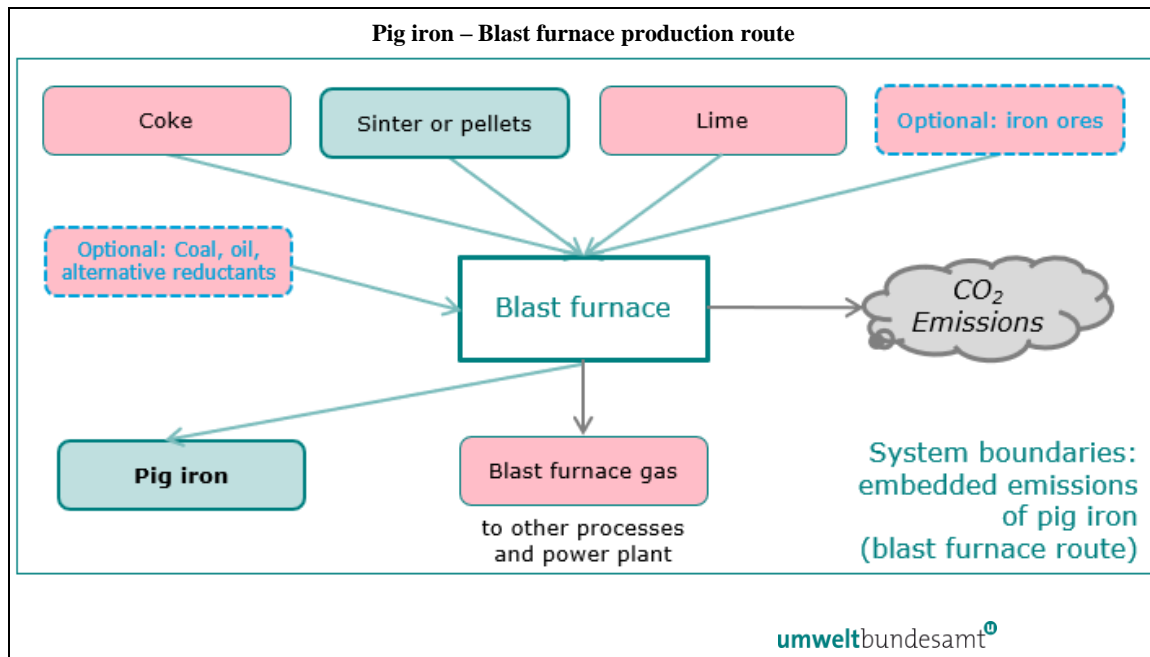 Pig iron – Blast furnace production route
Coke
Sinter or pellets
Lime
Optional: iron ores
Optional: Coal, oil,
alternative reductants
Blast furnace
CO₂
Emissions
Pig iron
Blast furnace gas
to other processes
and power plant
System boundaries:
embedded emissions
of pig iron
(blast furnace route)
umweltbundesamt
u